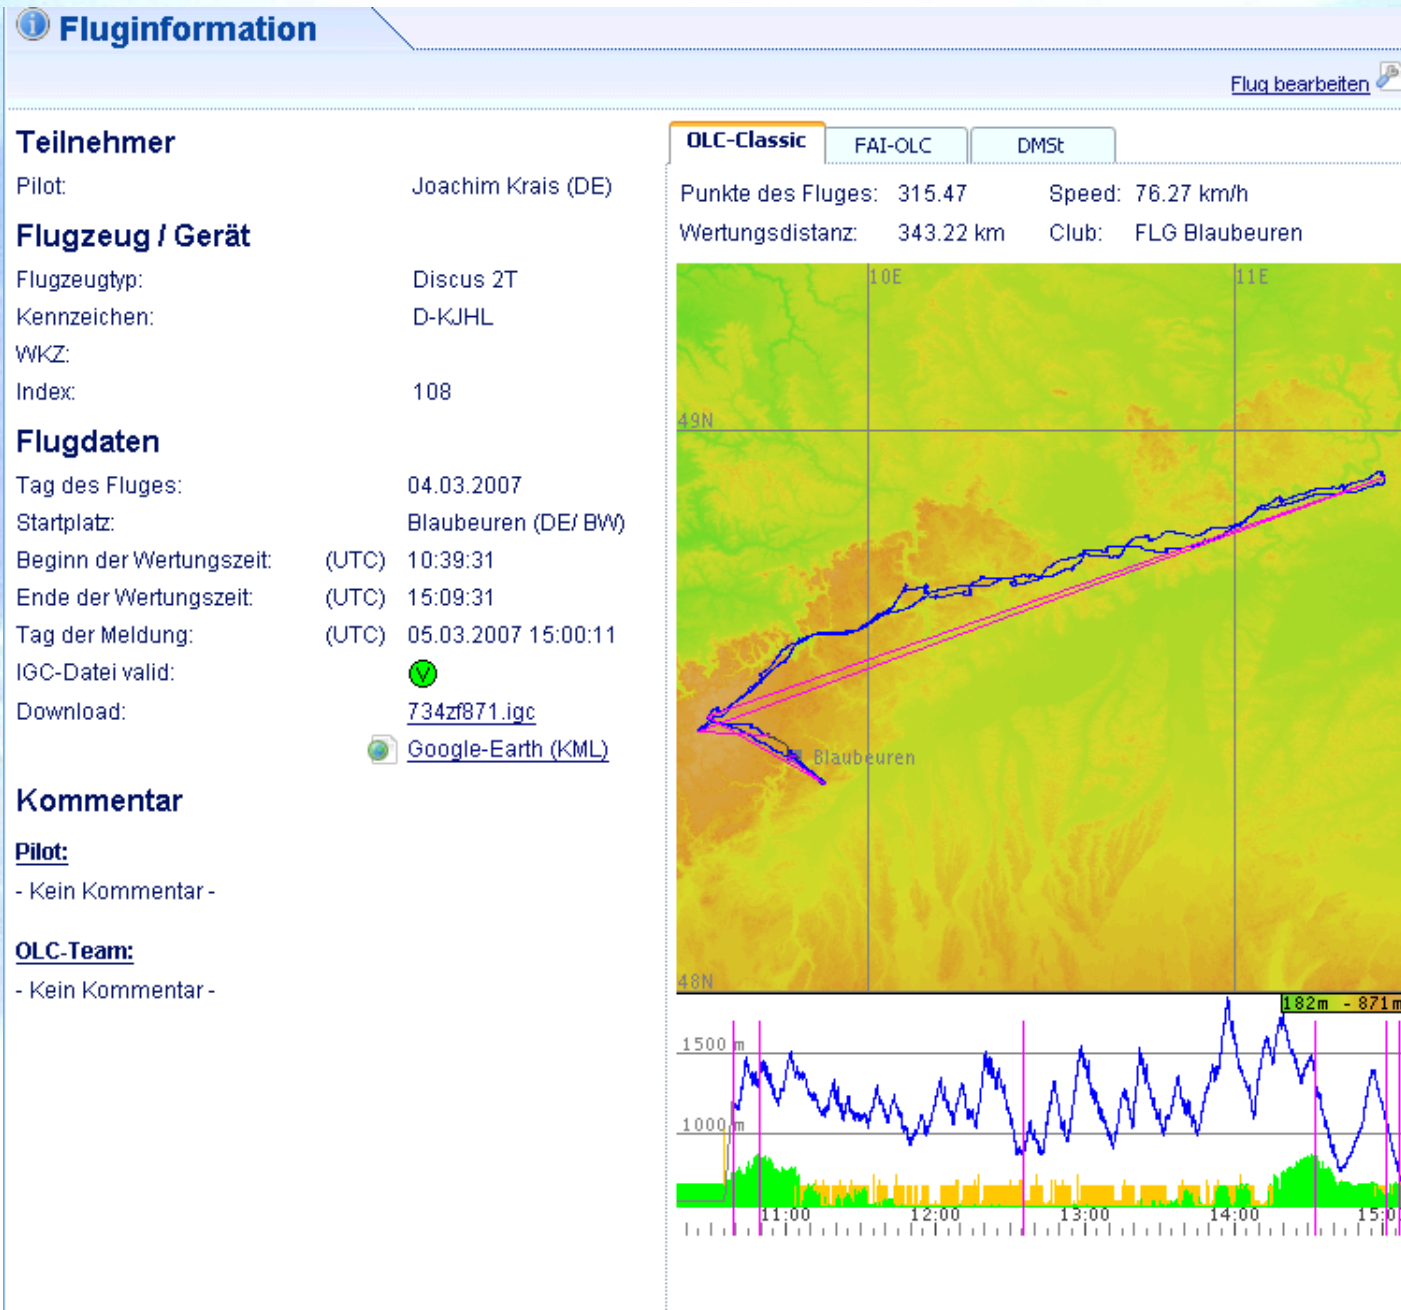 Fluginformation
Flug bearbeiten
Teilnehmer
Pilot: Joachim Krais (DE)
Flugzeug / Gerät
Flugzeugtyp: Discus 2T
Kennzeichen: D-KJHL
WKZ:
Index: 108
Flugdaten
Tag des Fluges: 04.03.2007
Startplatz: Blaubeuren (DE/ BW)
Beginn der Wertungszeit: (UTC) 10:39:31
Ende der Wertungszeit: (UTC) 15:09:31
Tag der Meldung: (UTC) 05.03.2007 15:00:11
IGC-Datei valid: V
Download: 734zf871.igc
Google-Earth (KML)
Kommentar
Pilot:
- Kein Kommentar -
OLC-Team:
- Kein Kommentar -
OLC-Classic FAI-OLC DMSt
Punkte des Fluges: 315.47 Speed: 76.27 km/h
Wertungsdistanz: 343.22 km Club: FLG Blaubeuren
10E 11E
49N
Blaubeuren
48N
182m - 871m
1500 m
1000 m
11:00 12:00 13:00 14:00 15:0